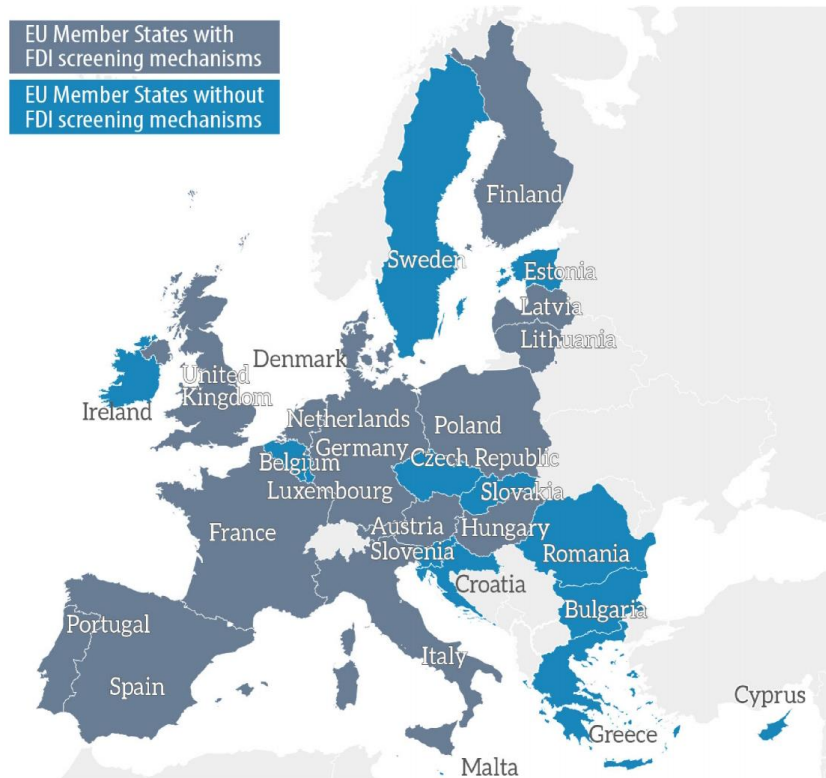 EU Member States with
FDI screening mechanisms
EU Member States without
FDI screening mechanisms
Finland
Sweden
Estonia
Latvia
Lithuania
Denmark
United
Kingdom
Ireland
Netherlands
Poland
Germany
Belgium
Czech Republic
Luxembourg
Slovakia
France
Austria
Hungary
Slovenia
Romania
Croatia
Bulgaria
Portugal
Italy
Spain
Cyprus
Greece
Malta